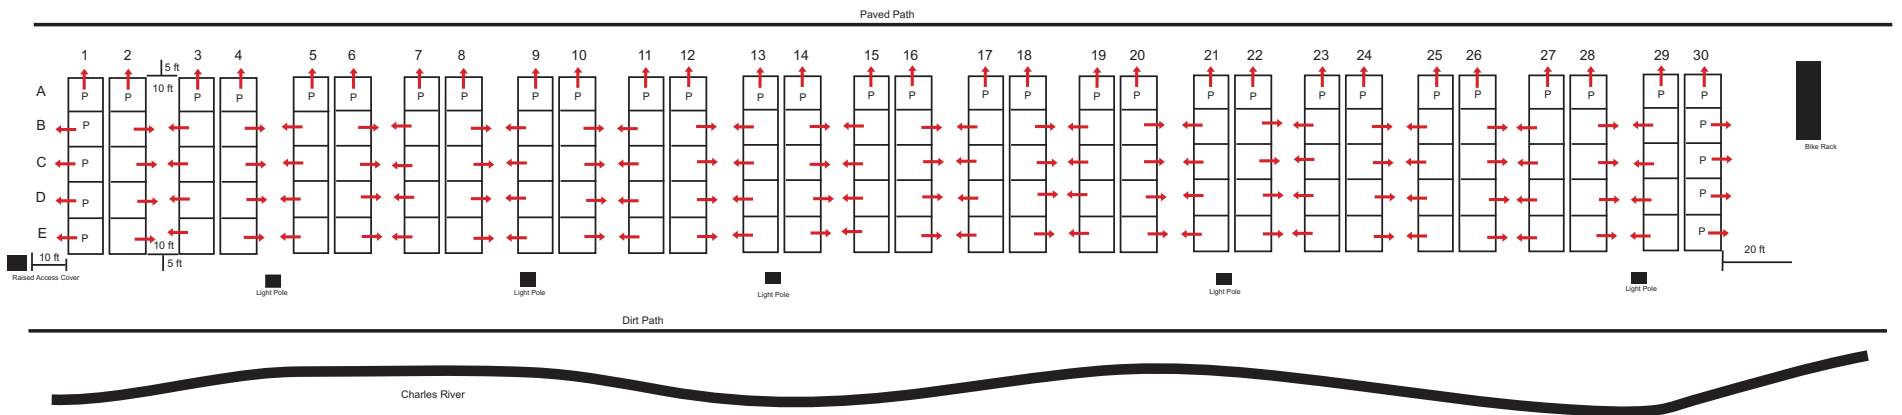 Paved Path
1 2 3 4 5 6 7 8 9 10 11 12 13 14 15 16 17 18 19 20 21 22 23 24 25 26 27 28 29 30
5 ft
10 ft
A P P P P P P P P P P P P P P P P P P P P P P P P P P P P P P
B P P
C P P
D P P
E P P
10 ft
10 ft
5 ft
20 ft
Raised Access Cover
Bike Rack
Light Pole
Light Pole
Light Pole
Light Pole
Light Pole
Dirt Path
Charles River